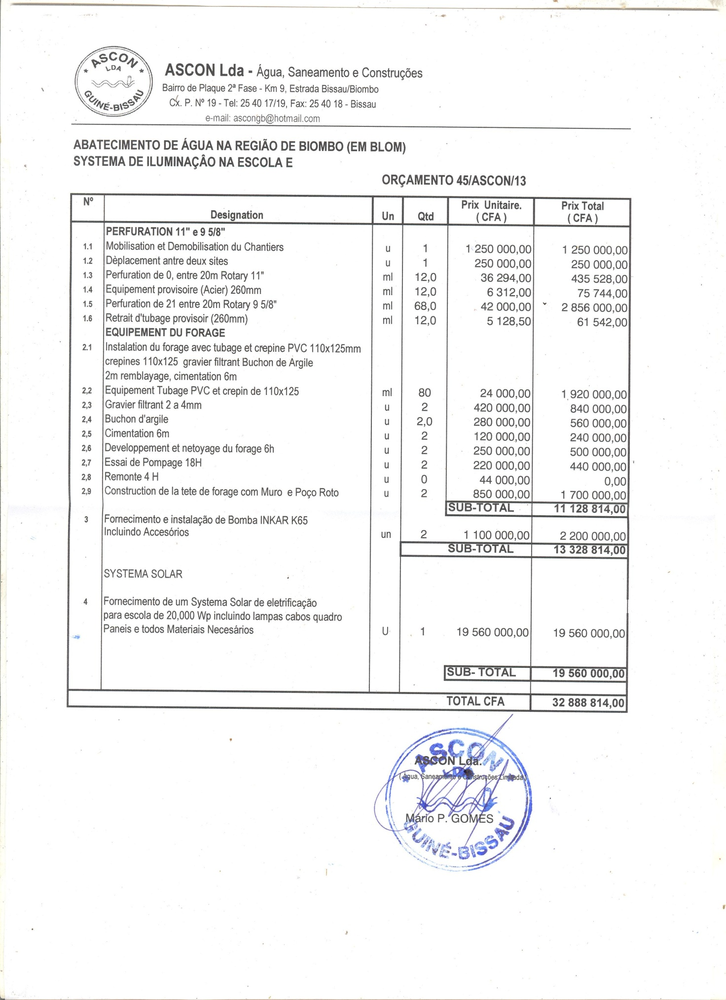 ASCON
LDA
GUINÉ-BISSAU
ASCON Lda - Água, Saneamento e Construções
Bairro de Plaque 2ª Fase - Km 9, Estrada Bissau/Biombo
Cx. P. Nº 19 - Tel: 25 40 17/19, Fax: 25 40 18 - Bissau
e-mail: ascongb@hotmail.com
ABATECIMENTO DE ÁGUA NA REGIÃO DE BIOMBO (EM BLOM)
SYSTEMA DE ILUMINAÇÂO NA ESCOLA E
ORÇAMENTO 45/ASCON/13
Nº Designation Un Qtd Prix Unitaire. (CFA) Prix Total (CFA)
PERFURATION 11" e 9 5/8"
1.1 Mobilisation et Demobilisation du Chantiers u 1 1 250 000,00 1 250 000,00
1.2 Dèplacement antre deux sites u 1 250 000,00 250 000,00
1.3 Perfuration de 0, entre 20m Rotary 11" ml 12,0 36 294,00 435 528,00
1.4 Equipement provisoire (Acier) 260mm ml 12,0 6 312,00 75 744,00
1.5 Perfuration de 21 entre 20m Rotary 9 5/8" ml 68,0 42 000,00 2 856 000,00
1.6 Retrait d'tubage provisoir (260mm) ml 12,0 5 128,50 61 542,00
EQUIPEMENT DU FORAGE
2.1 Instalation du forage avec tubage et crepine PVC 110x125mm
crepines 110x125 gravier filtrant Buchon de Argile
2m remblayage, cimentation 6m
2,2 Equipement Tubage PVC et crepin de 110x125 ml 80 24 000,00 1 920 000,00
2,3 Gravier filtrant 2 a 4mm u 2 420 000,00 840 000,00
2,4 Buchon d'argile u 2,0 280 000,00 560 000,00
2,5 Cimentation 6m u 2 120 000,00 240 000,00
2,6 Developpement et netoyage du forage 6h u 2 250 000,00 500 000,00
2,7 Essai de Pompage 18H u 2 220 000,00 440 000,00
2,8 Remonte 4 H u 0 44 000,00 0,00
2,9 Construction de la tete de forage com Muro e Poço Roto u 2 850 000,00 1 700 000,00
SUB-TOTAL 11 128 814,00
3 Fornecimento e instalação de Bomba INKAR K65
Incluindo Accesórios un 2 1 100 000,00 2 200 000,00
SUB-TOTAL 13 328 814,00
SYSTEMA SOLAR
4 Fornecimento de um Systema Solar de eletrificação
para escola de 20,000 Wp incluindo lampas cabos quadro
Paneis e todos Materiais Necesários U 1 19 560 000,00 19 560 000,00
SUB- TOTAL 19 560 000,00
TOTAL CFA 32 888 814,00
ASCON
ASCON Lda.
LDA
(Água, Saneamento e Construções Limitada)
Mário P. GOMES
GUINÉ-BISSAU